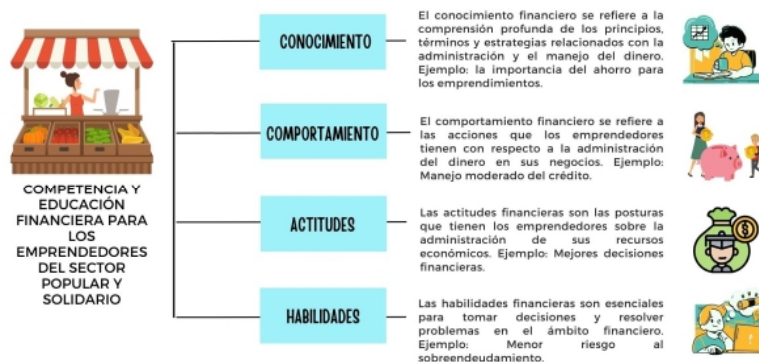 COMPETENCIA Y
EDUCACIÓN
FINANCIERA PARA
LOS
EMPRENDEDORES
DEL SECTOR
POPULAR Y
SOLIDARIO
CONOCIMIENTO
El conocimiento financiero se refiere a la
comprensión profunda de los principios,
términos y estrategias relacionados con la
administración y el manejo del dinero.
Ejemplo: la importancia del ahorro para
los emprendimientos.
COMPORTAMIENTO
El comportamiento financiero se refiere a
las acciones que los emprendedores
tienen con respecto a la administración
del dinero en sus negocios. Ejemplo:
Manejo moderado del crédito.
ACTITUDES
Las actitudes financieras son las posturas
que tienen los emprendedores sobre la
administración de sus recursos
económicos. Ejemplo: Mejores decisiones
financieras.
HABILIDADES
Las habilidades financieras son esenciales
para tomar decisiones y resolver
problemas en el ámbito financiero.
Ejemplo: Menor riesgo al
sobreendeudamiento.